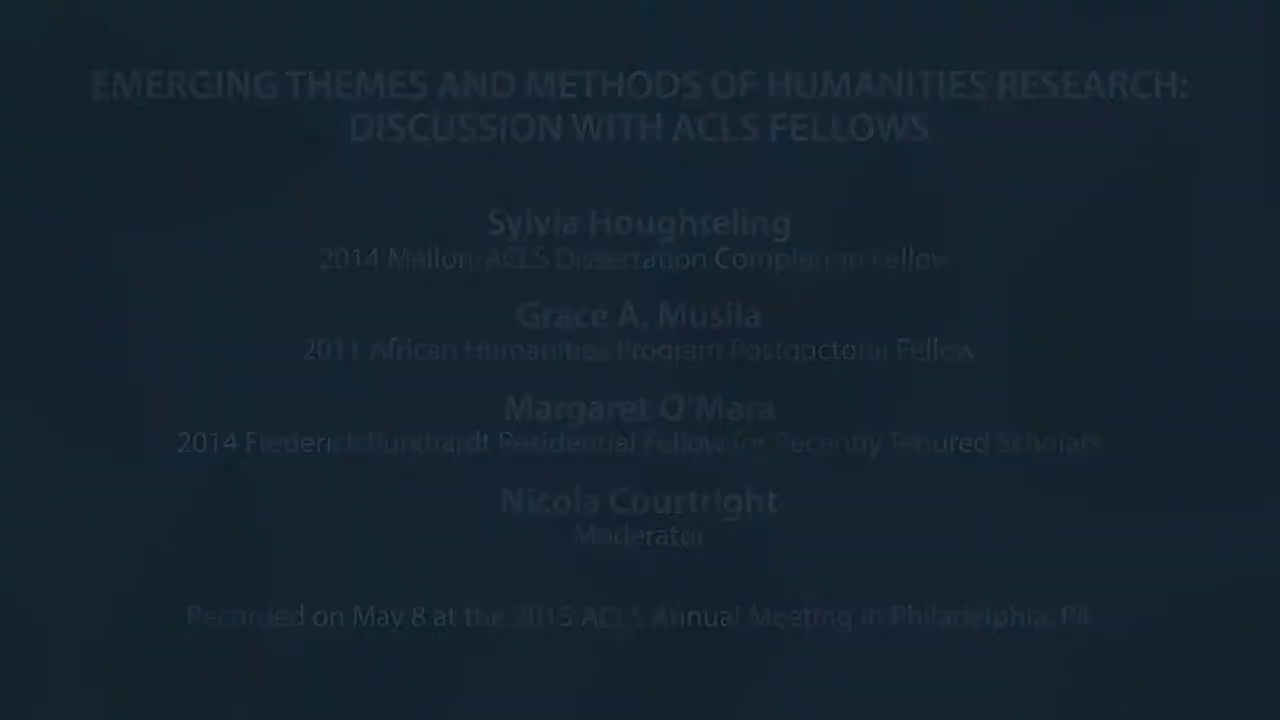 EMERGING THEMES AND METHODS OF HUMANITIES RESEARCH:
DISCUSSION WITH ACLS FELLOWS
Sylvia Houghteling
2014 Mellon/ACLS Dissertation Completion Fellow
Grace A. Musila
2011 African Humanities Program Postdoctoral Fellow
Margaret O'Mara
2014 Frederick Burkhardt Residential Fellow for Recently Tenured Scholars
Nicola Courtright
Moderator
Recorded on May 8 at the 2015 ACLS Annual Meeting in Philadelphia, PA